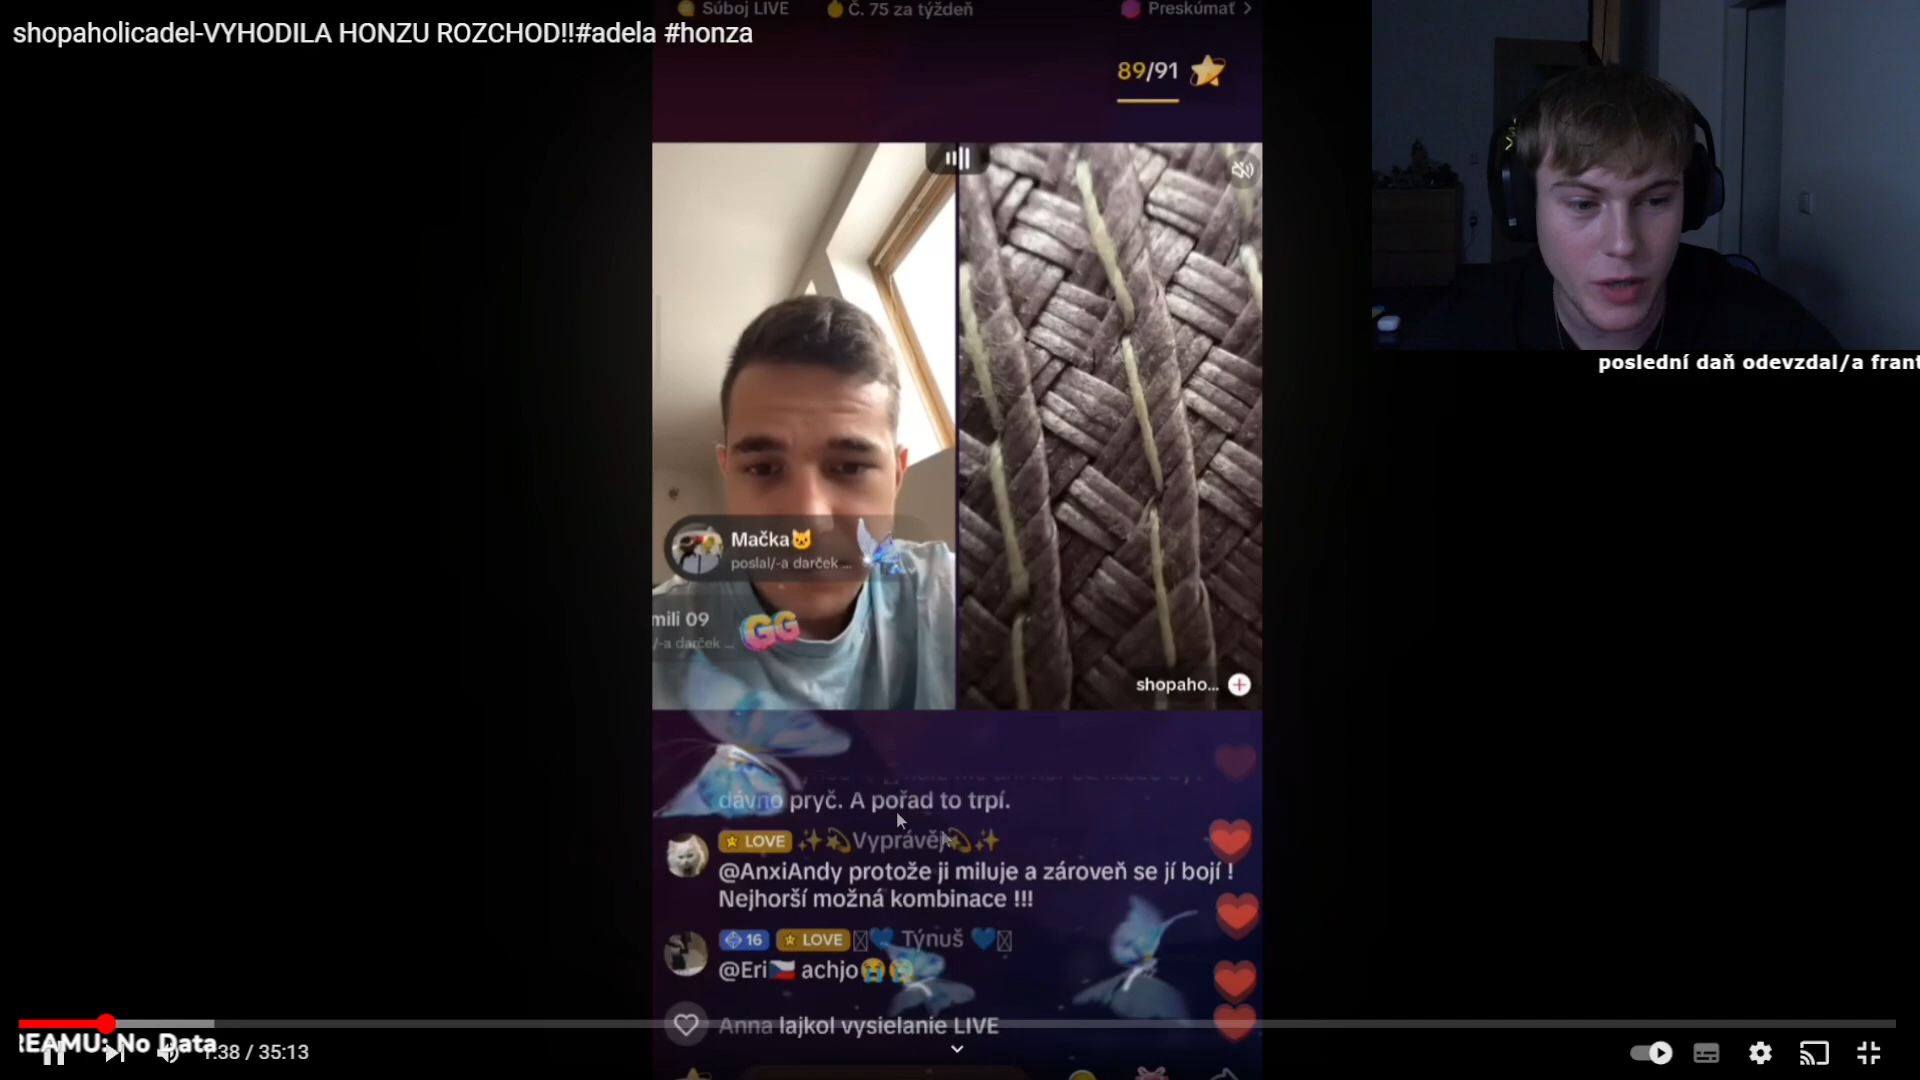 shopaholicadel-VYHODILA HONZU ROZCHOD!!#adela #honza
Súboj LIVE
Č. 75 za týždeň
Preskúmať
89/91
poslední daň odevzdal/a frant
Mačka
poslal/-a darček ...
mili 09
/-a darček ...
GG
shopaho...
dávno pryč. A pořad to trpí.
LOVE Vyprávěj
@AnxiAndy protože ji miluje a zároveň se jí bojí !
Nejhorší možná kombinace !!!
16 LOVE Týnuš
@Eri achjo
Anna lajkol vysielanie LIVE
REAMU: No Data
1:38 / 35:13